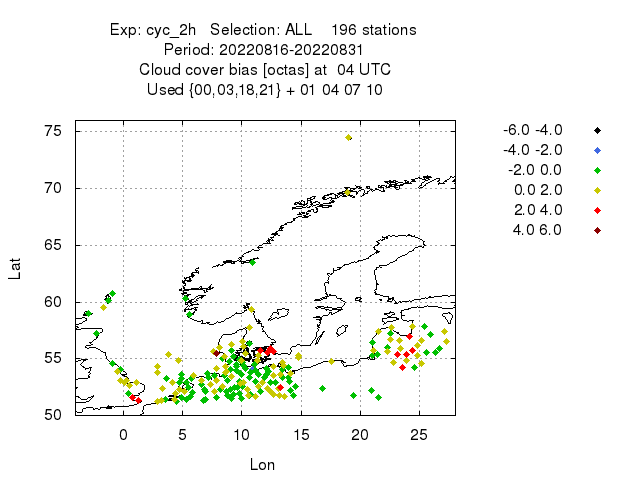 Exp: cyc_2h Selection: ALL 196 stations
Period: 20220816-20220831
Cloud cover bias [octas] at 04 UTC
Used {00,03,18,21} + 01 04 07 10
75
70
65
60
55
50
Lat
0 5 10 15 20 25
Lon
-6.0 -4.0
-4.0 -2.0
-2.0 0.0
0.0 2.0
2.0 4.0
4.0 6.0